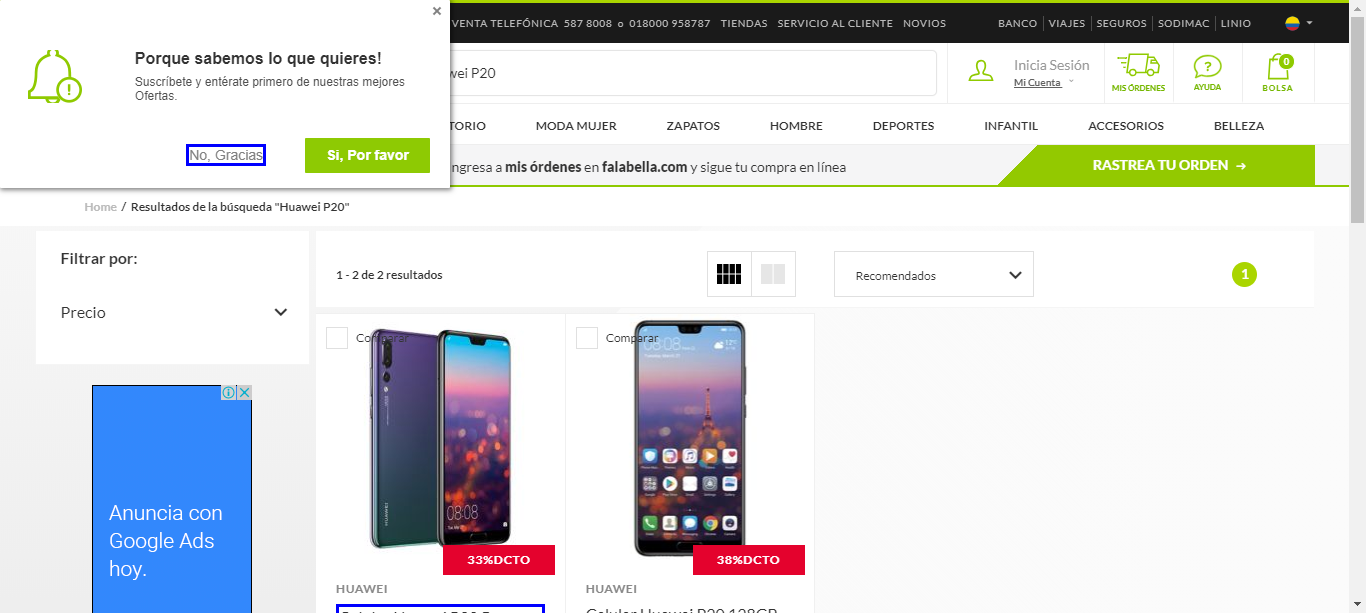 ×
VENTA TELEFÓNICA 587 8008 o 018000 958787 TIENDAS SERVICIO AL CLIENTE NOVIOS BANCO VIAJES SEGUROS SODIMAC LINIO
Porque sabemos lo que quieres!
Suscríbete y entérate primero de nuestras mejores
Ofertas.
No, Gracias Si, Por favor
wei P20
Inicia Sesión
Mi Cuenta
MIS ÓRDENES
?
AYUDA
0
BOLSA
TORIO MODA MUJER ZAPATOS HOMBRE DEPORTES INFANTIL ACCESORIOS BELLEZA
ngresa a mis órdenes en falabella.com y sigue tu compra en línea
RASTREA TU ORDEN →
Home / Resultados de la búsqueda "Huawei P20"
Filtrar por:
Precio
1 - 2 de 2 resultados
Recomendados
1
Anuncia con
Google Ads
hoy.
Comparar
08:08
HUAWEI
33%DCTO
HUAWEI
Comparar
08:08
38%DCTO
HUAWEI
Celular Huawei P20 128GB